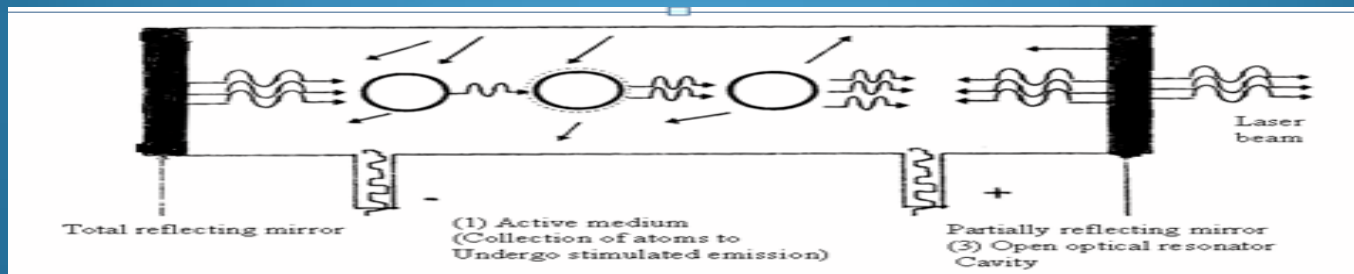 Laser
beam
Total reflecting mirror
-
(1) Active medium
(Collection of atoms to
Undergo stimulated emission)
+
Partially reflecting mirror
(3) Open optical resonator
Cavity